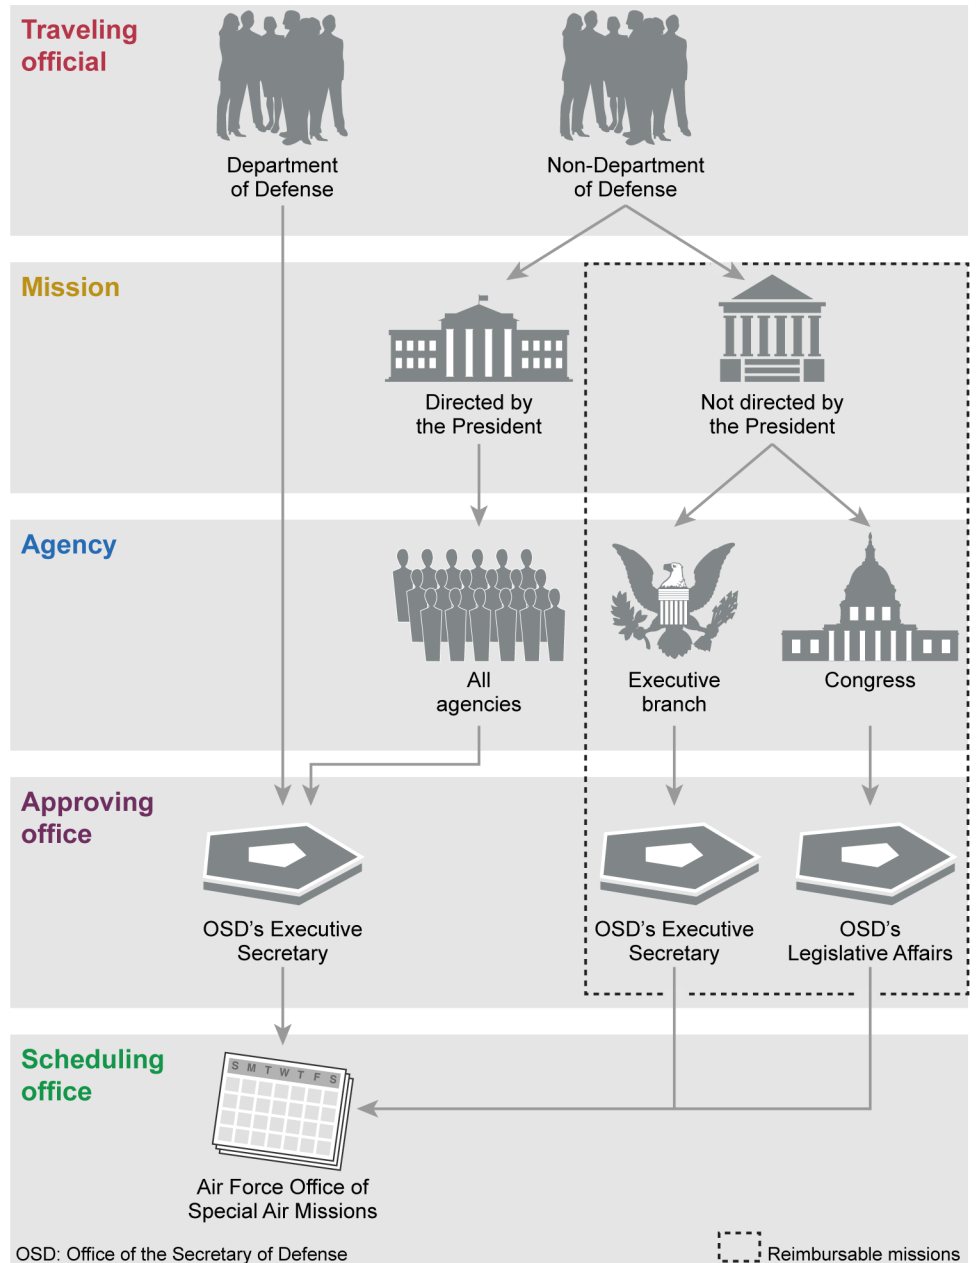 Traveling
official
Department
of Defense
Non-Department
of Defense
Mission
Directed by
the President
Not directed by
the President
Agency
All
agencies
Executive
branch
Congress
Approving
office
OSD's Executive
Secretary
OSD's Executive
Secretary
OSD's
Legislative Affairs
Scheduling
office
S M T W T F S
Air Force Office of
Special Air Missions
OSD: Office of the Secretary of Defense
Reimbursable missions